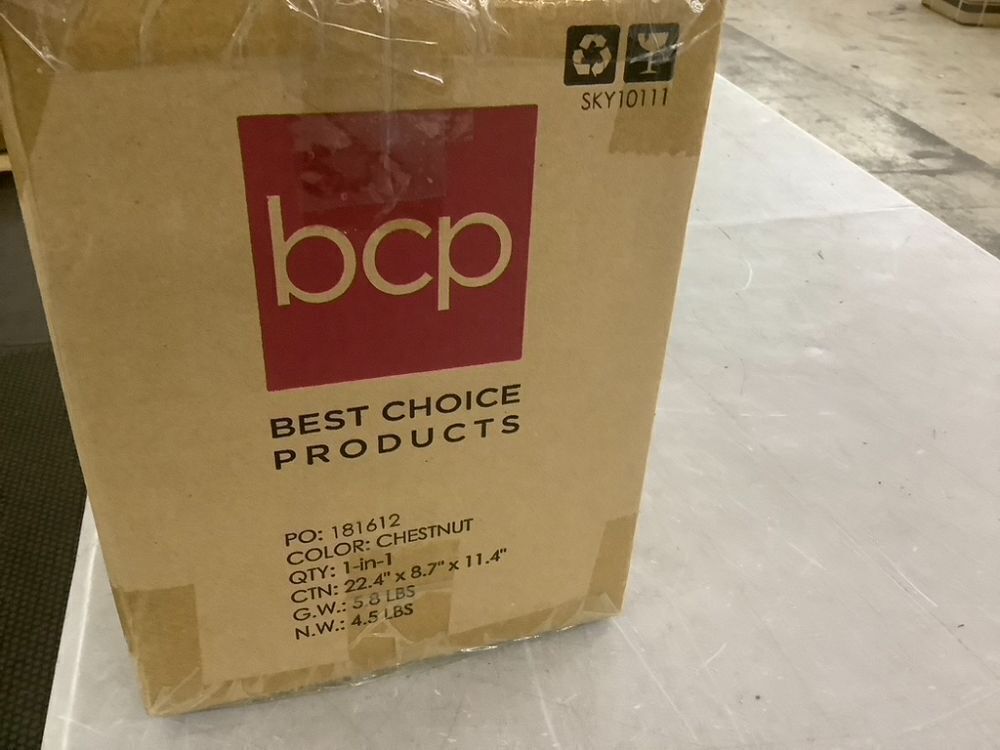 SKY10111
bcp
BEST CHOICE
PRODUCTS
PO: 181612
COLOR: CHESTNUT
QTY: 1-in-1
CTN: 22.4" x 8.7" x 11.4"
G.W.: 5.8 LBS
N.W.: 4.5 LBS